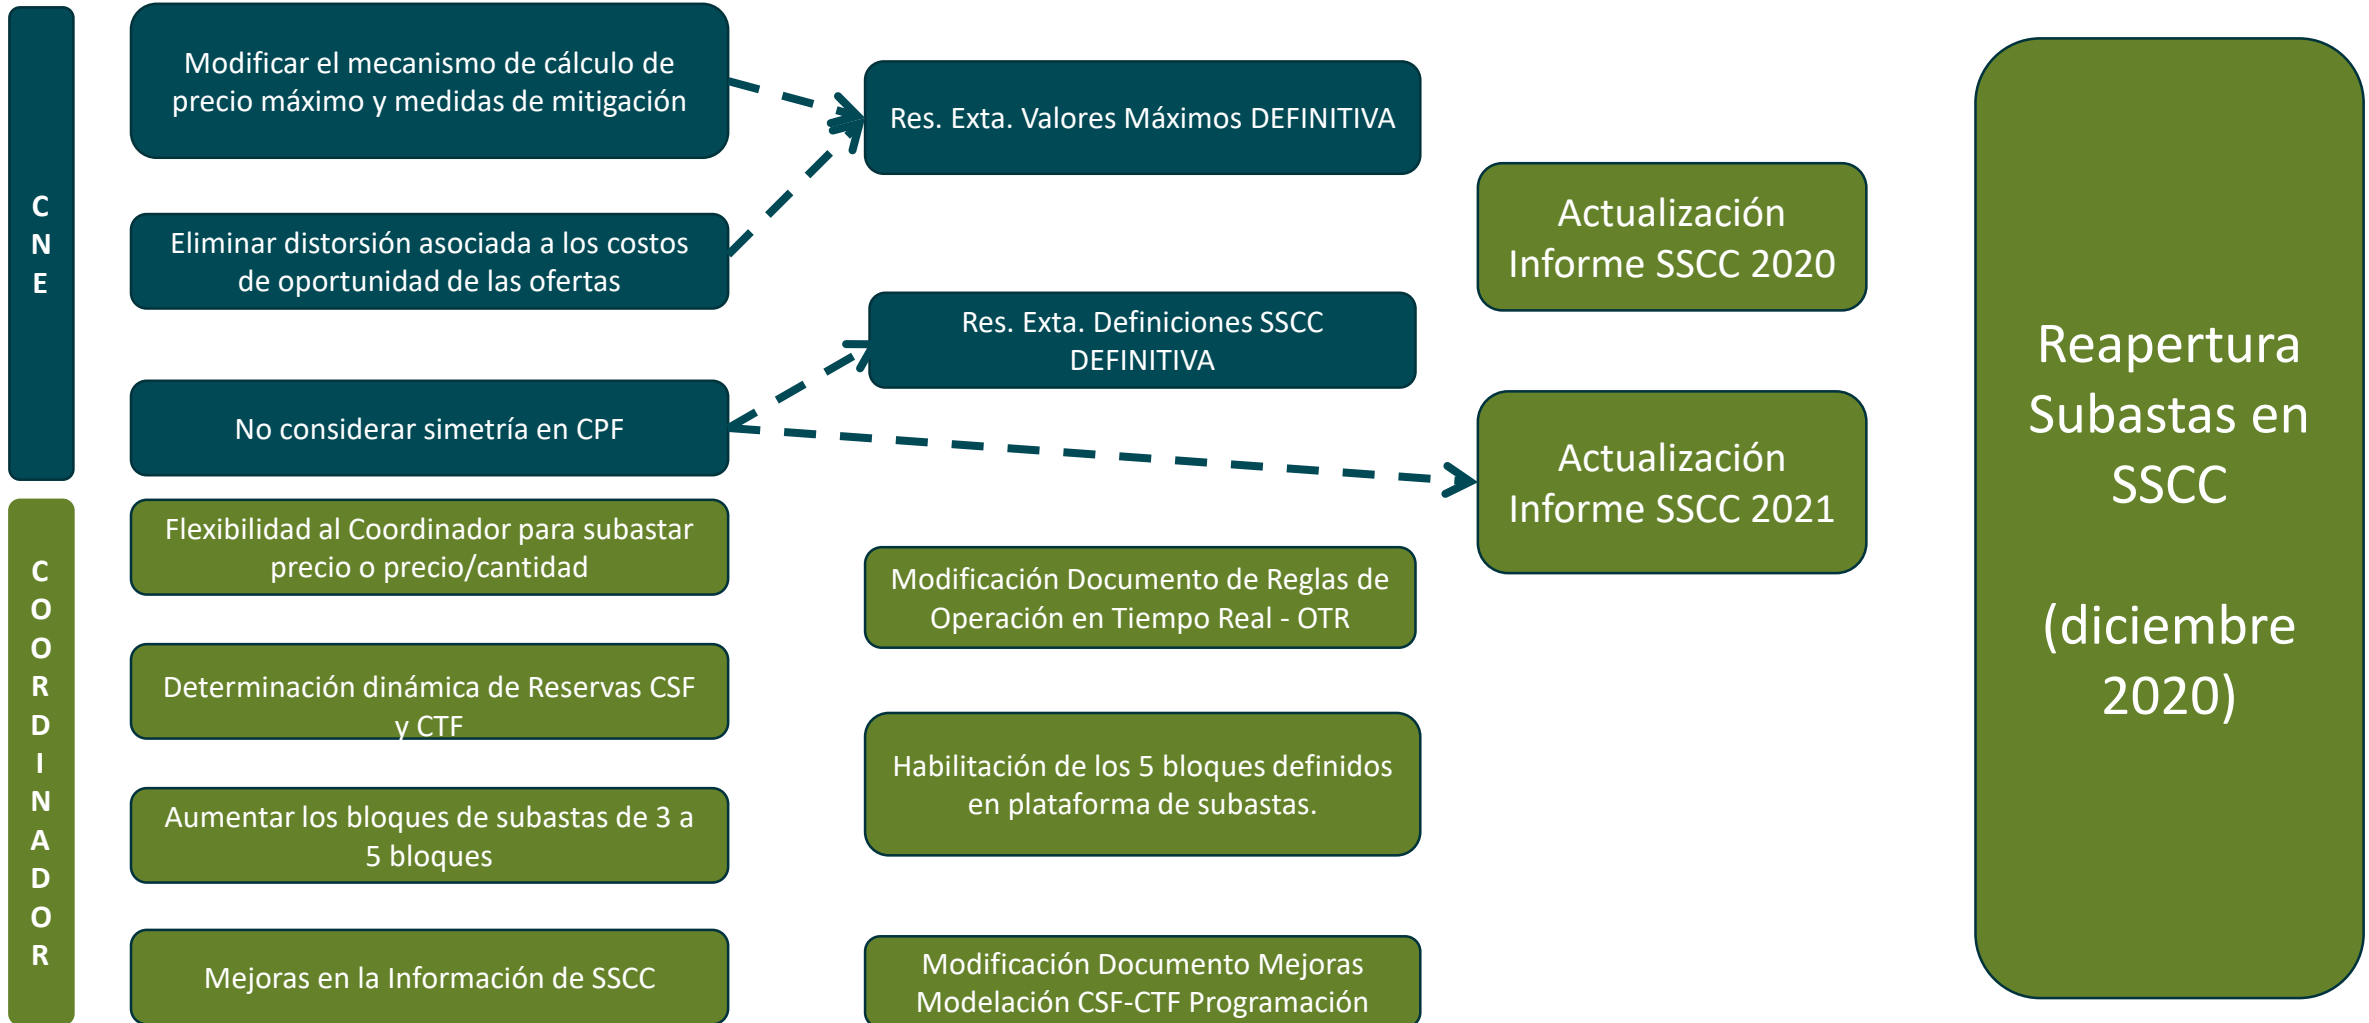 C
N
E
Modificar el mecanismo de cálculo de
precio máximo y medidas de mitigación
Eliminar distorsión asociada a los costos
de oportunidad de las ofertas
No considerar simetría en CPF
Res. Exta. Valores Máximos DEFINITIVA
Res. Exta. Definiciones SSCC
DEFINITIVA
C
O
O
R
D
I
N
A
D
O
R
Flexibilidad al Coordinador para subastar
precio o precio/cantidad
Determinación dinámica de Reservas CSF
y CTF
Aumentar los bloques de subastas de 3 a
5 bloques
Mejoras en la Información de SSCC
Modificación Documento de Reglas de
Operación en Tiempo Real - OTR
Habilitación de los 5 bloques definidos
en plataforma de subastas.
Modificación Documento Mejoras
Modelación CSF-CTF Programación
Actualización
Informe SSCC 2020
Actualización
Informe SSCC 2021
Reapertura
Subastas en
SSCC
(diciembre
2020)